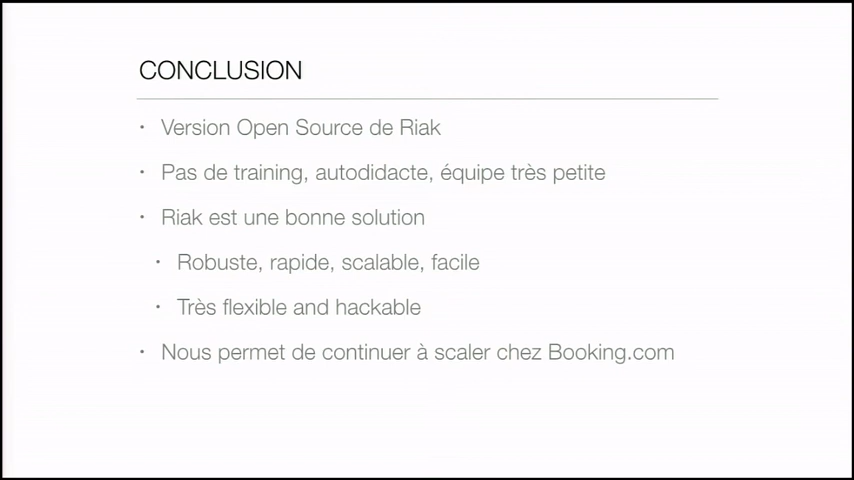 CONCLUSION
• Version Open Source de Riak
• Pas de training, autodidacte, équipe très petite
• Riak est une bonne solution
• Robuste, rapide, scalable, facile
• Très flexible and hackable
• Nous permet de continuer à scaler chez Booking.com